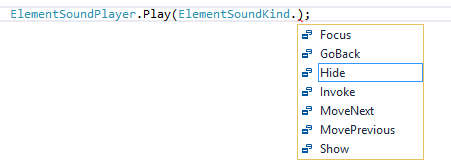 ElementSoundPlayer.Play(ElementSoundKind.);
Focus
GoBack
Hide
Invoke
MoveNext
MovePrevious
Show